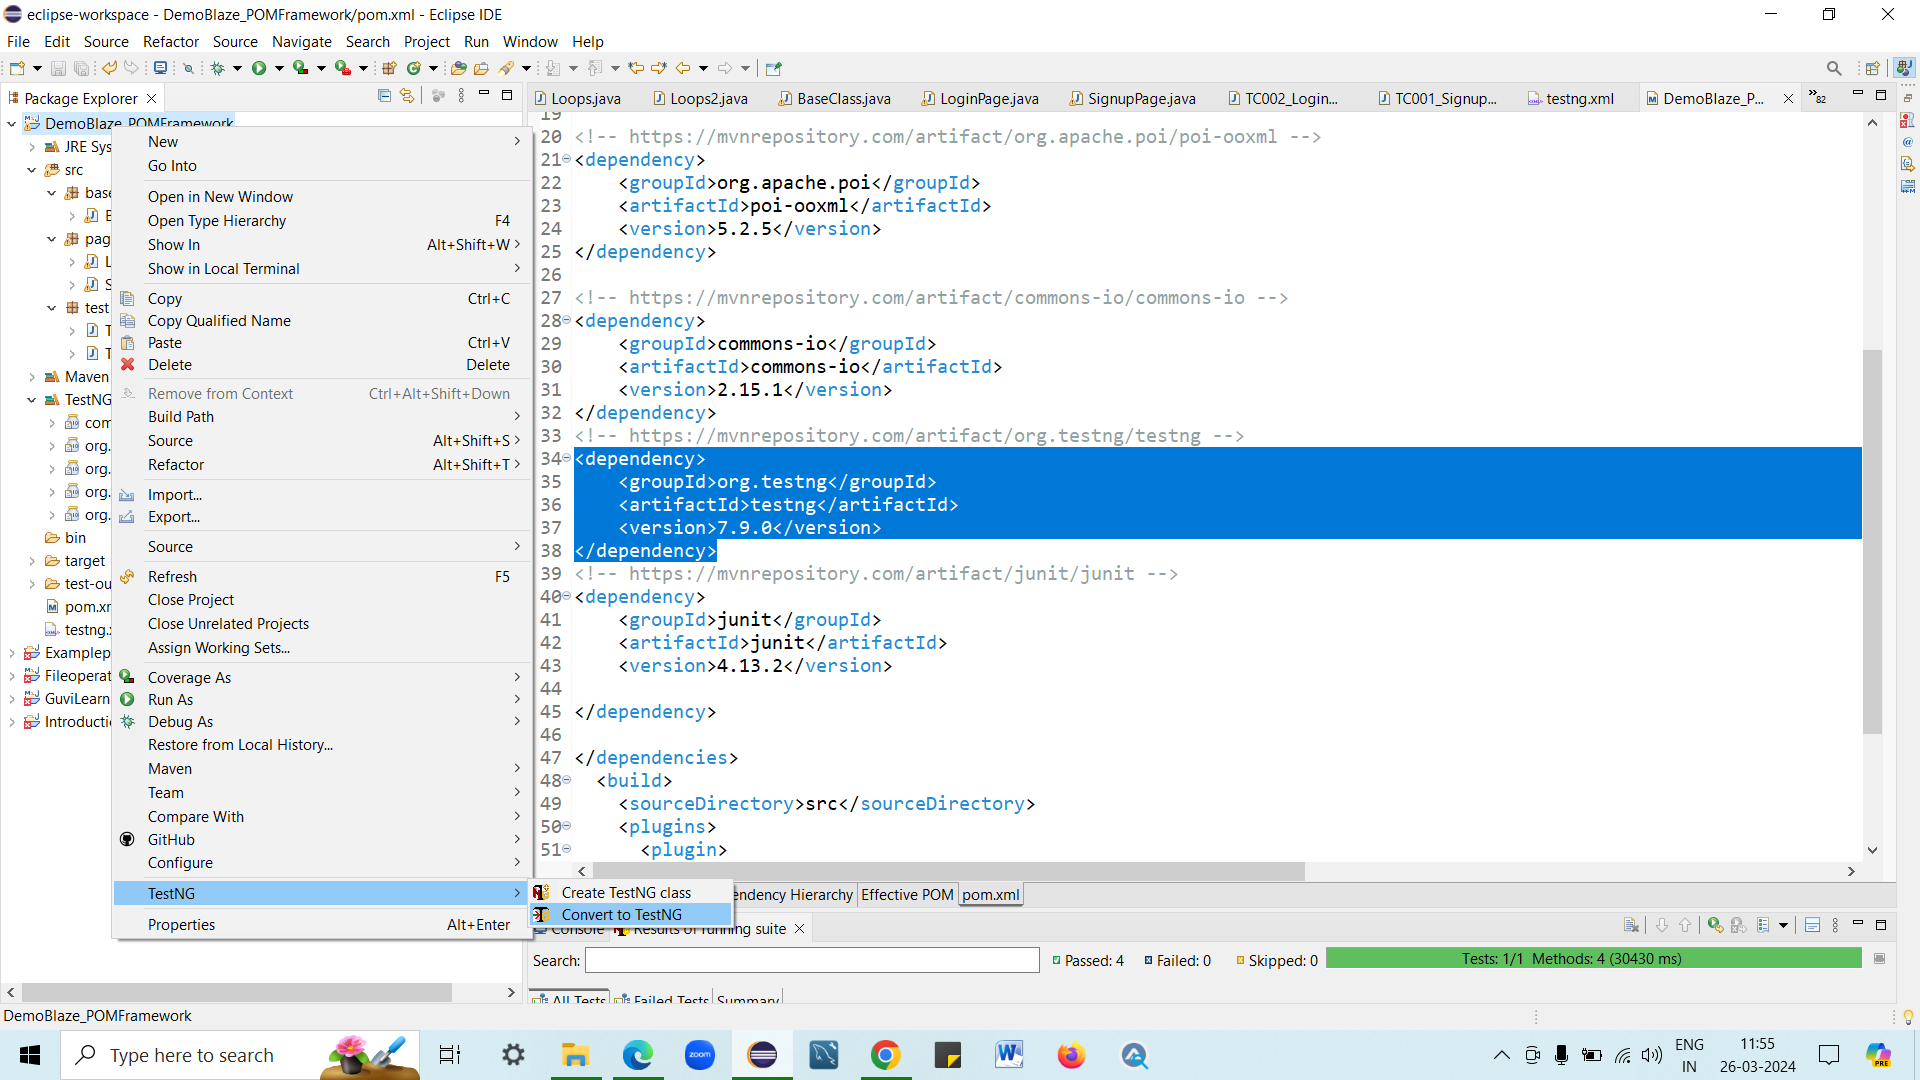 eclipse-workspace - DemoBlaze_POMFramework/pom.xml - Eclipse IDE
File Edit Source Refactor Source Navigate Search Project Run Window Help
Package Explorer
Loops.java Loops2.java BaseClass.java LoginPage.java SignupPage.java TC002_Login... TC001_Signup... testng.xml DemoBlaze_P... 82
DemoBlaze_POMFramework
JRE Sys
src
base
pag
test
Maven
TestNG
com
org.
org.
org.
org.
bin
target
test-ou
pom.xm
testng.x
Examplep
Fileoperat
GuviLearn
Introducti
New
Go Into
Open in New Window
Open Type Hierarchy F4
Show In Alt+Shift+W
Show in Local Terminal
Copy Ctrl+C
Copy Qualified Name
Paste Ctrl+V
Delete Delete
Remove from Context Ctrl+Alt+Shift+Down
Build Path
Source Alt+Shift+S
Refactor Alt+Shift+T
Import...
Export...
Source
Refresh F5
Close Project
Close Unrelated Projects
Assign Working Sets...
Coverage As
Run As
Debug As
Restore from Local History...
Maven
Team
Compare With
GitHub
Configure
TestNG
Properties Alt+Enter
Create TestNG class
Convert to TestNG
19
20 <!-- https://mvnrepository.com/artifact/org.apache.poi/poi-ooxml -->
21 <dependency>
22 <groupId>org.apache.poi</groupId>
23 <artifactId>poi-ooxml</artifactId>
24 <version>5.2.5</version>
25 </dependency>
26
27 <!-- https://mvnrepository.com/artifact/commons-io/commons-io -->
28 <dependency>
29 <groupId>commons-io</groupId>
30 <artifactId>commons-io</artifactId>
31 <version>2.15.1</version>
32 </dependency>
33 <!-- https://mvnrepository.com/artifact/org.testng/testng -->
34 <dependency>
35 <groupId>org.testng</groupId>
36 <artifactId>testng</artifactId>
37 <version>7.9.0</version>
38 </dependency>
39 <!-- https://mvnrepository.com/artifact/junit/junit -->
40 <dependency>
41 <groupId>junit</groupId>
42 <artifactId>junit</artifactId>
43 <version>4.13.2</version>
44
45 </dependency>
46
47 </dependencies>
48 <build>
49 <sourceDirectory>src</sourceDirectory>
50 <plugins>
51 <plugin>
endency Hierarchy Effective POM pom.xml
Console Results of running suite
Search: Passed: 4 Failed: 0 Skipped: 0 Tests: 1/1 Methods: 4 (30430 ms)
All Tests Failed Tests Summary
DemoBlaze_POMFramework
Type here to search
zoom
ENG
IN
11:55
26-03-2024
PRE